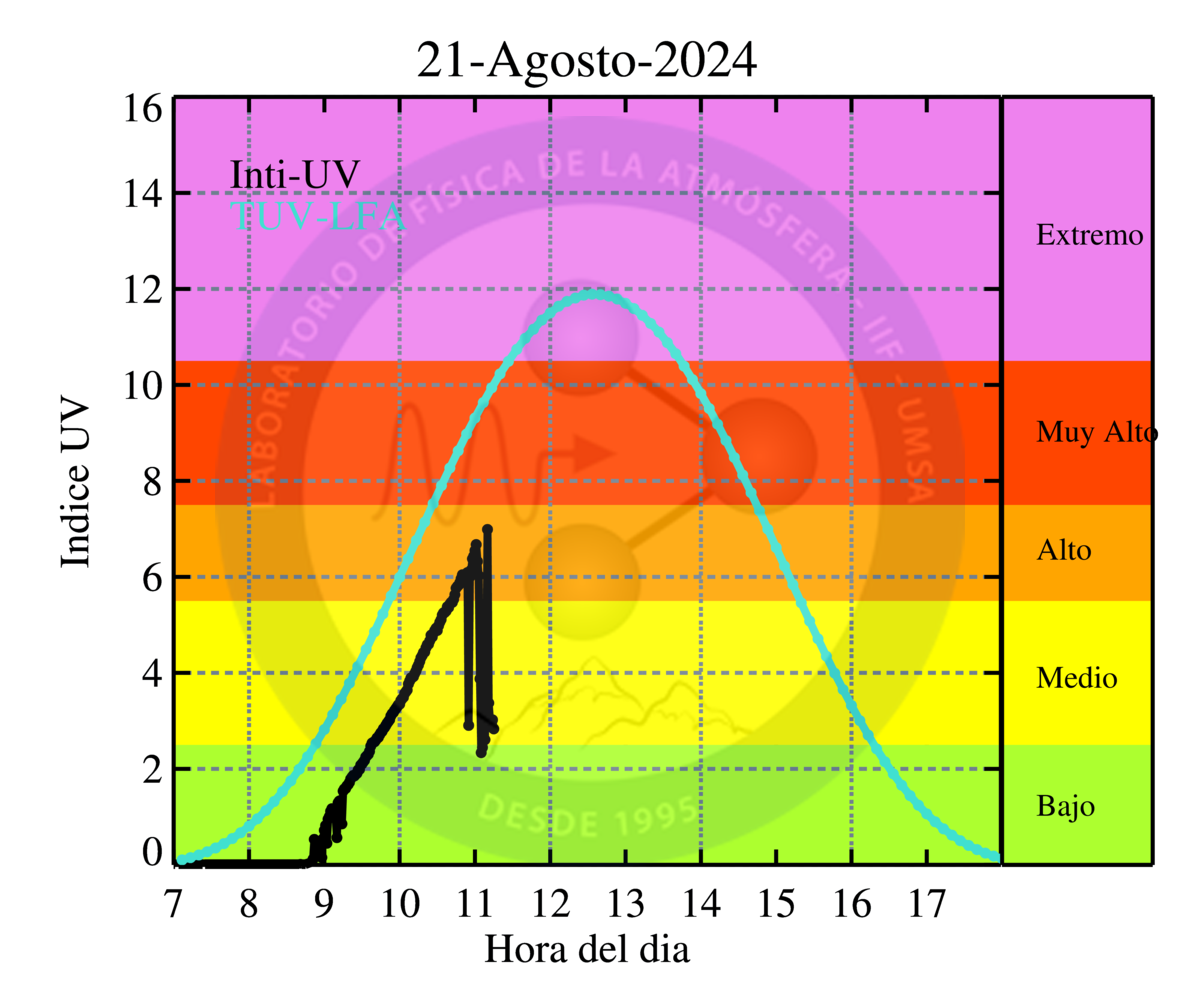 21-Agosto-2024
16
14
12
10
8
6
4
2
0
Indice UV
Inti-UV
TUV-LFA
LABORATORIO DE FÍSICA DE LA ATMÓSFERA - IIF - UMSA
DESDE 1995
Extremo
Muy Alto
Alto
Medio
Bajo
7 8 9 10 11 12 13 14 15 16 17
Hora del dia